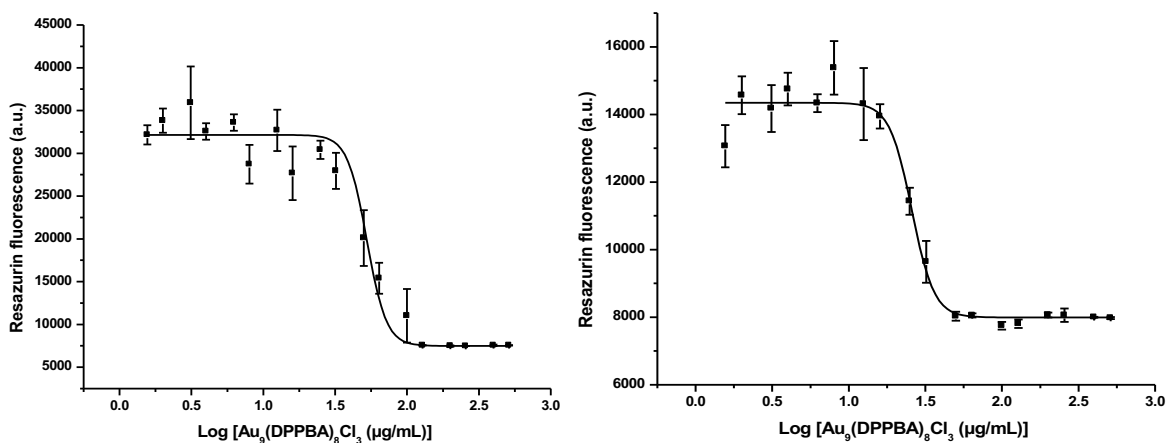 45000
40000
35000
30000
25000
20000
15000
10000
5000
Resazurin fluorescence (a.u.)
0.0 0.5 1.0 1.5 2.0 2.5 3.0
Log [Au₉(DPPBA)₈Cl₃ (µg/mL)]
16000
14000
12000
10000
8000
6000
Resazurin fluorescence (a.u.)
0.0 0.5 1.0 1.5 2.0 2.5 3.0
Log [Au₉(DPPBA)₈Cl₃ (µg/mL)]